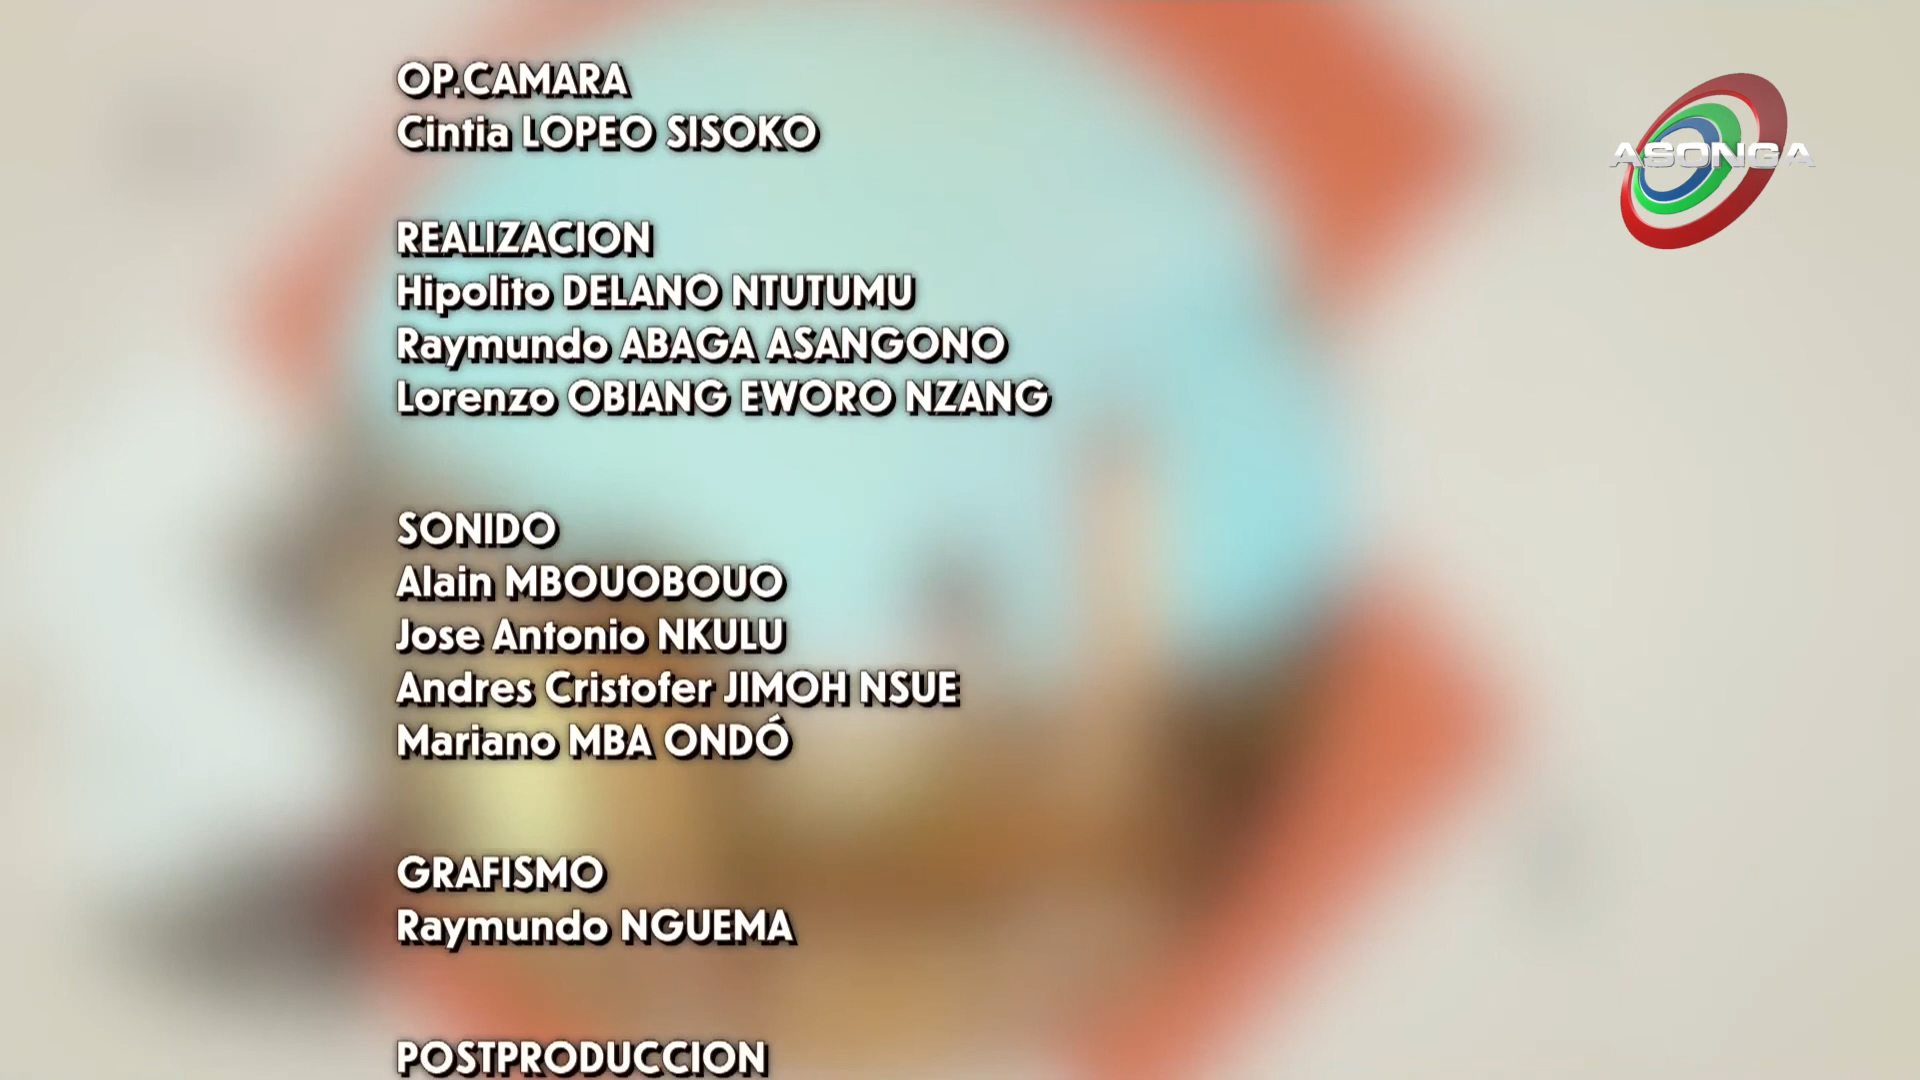 OP.CAMARA
Cintia LOPEO SISOKO
ASONGA
REALIZACION
Hipolito DELANO NTUTUMU
Raymundo ABAGA ASANGONO
Lorenzo OBIANG EWORO NZANG
SONIDO
Alain MBOUOBOUO
Jose Antonio NKULU
Andres Cristofer JIMOH NSUE
Mariano MBA ONDÓ
GRAFISMO
Raymundo NGUEMA
POSTPRODUCCION